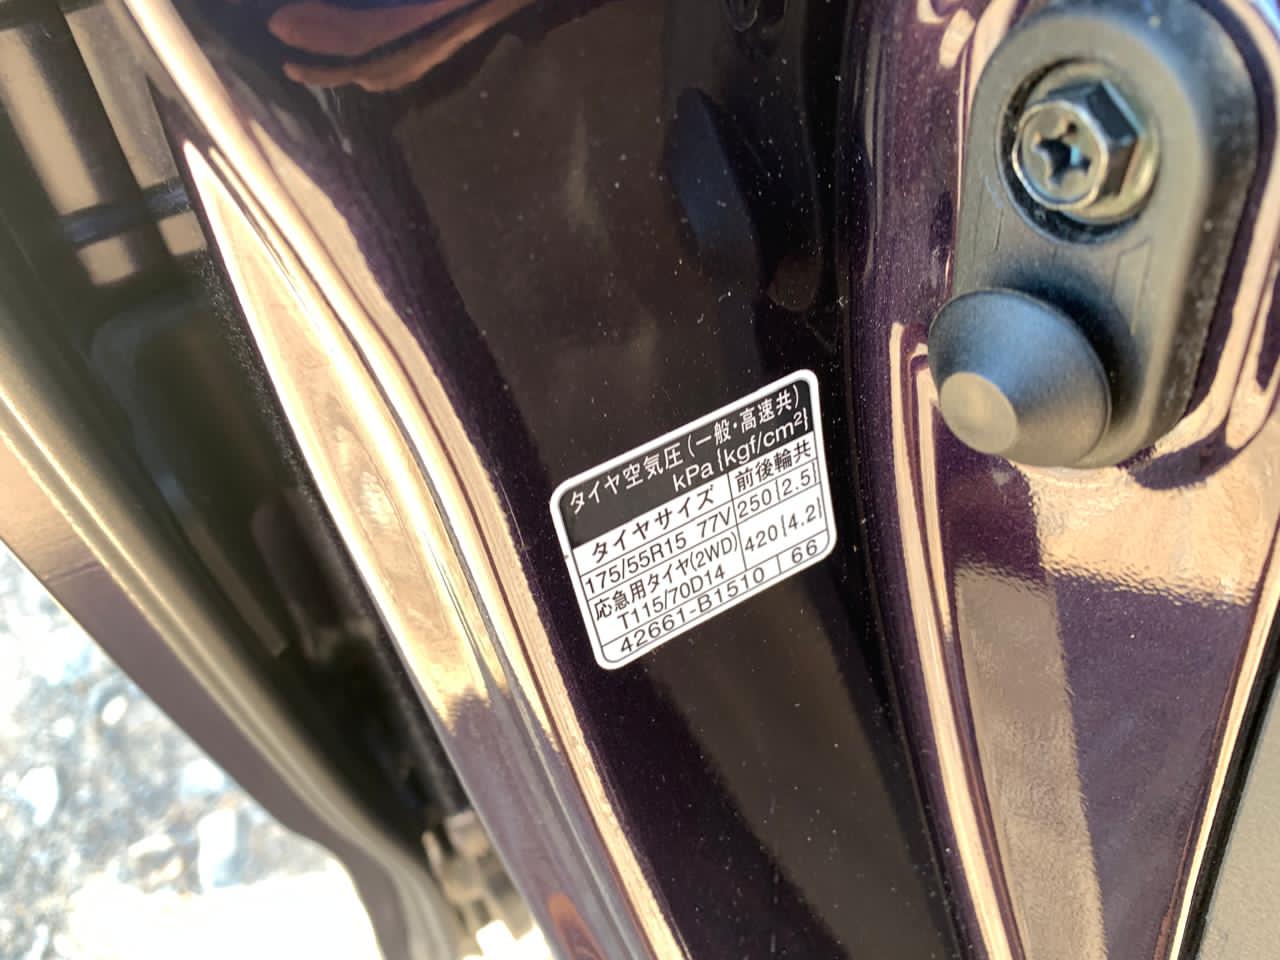 タイヤ空気圧(一般・高速共)
kPa{kgf/cm²}
タイヤサイズ 前後輪共
175/55R15 77V 250{2.5}
応急用タイヤ(2WD)
T115/70D14 420{4.2}
42661-B1510 66